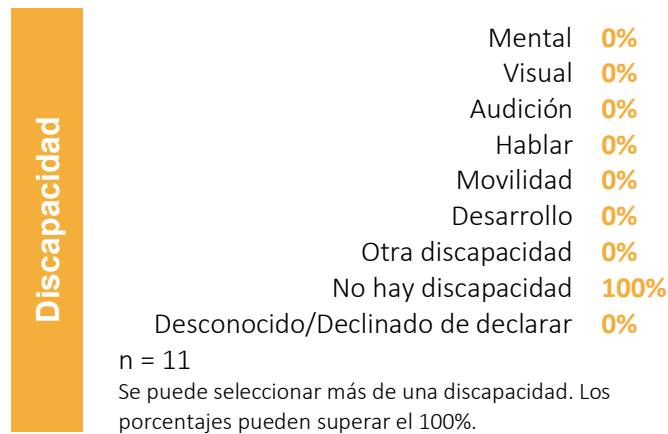 Discapacidad
Mental 0%
Visual 0%
Audición 0%
Hablar 0%
Movilidad 0%
Desarrollo 0%
Otra discapacidad 0%
No hay discapacidad 100%
Desconocido/Declinado de declarar 0%
n = 11
Se puede seleccionar más de una discapacidad. Los
porcentajes pueden superar el 100%.